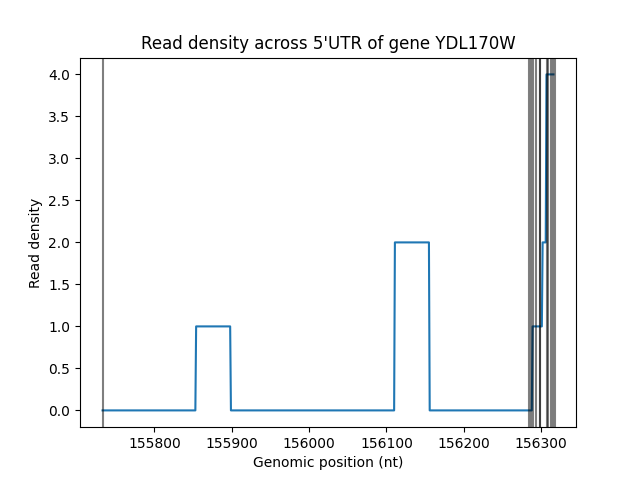 Read density across 5'UTR of gene YDL170W
4.0
3.5
3.0
2.5
2.0
1.5
1.0
0.5
0.0
Read density
155800 155900 156000 156100 156200 156300
Genomic position (nt)